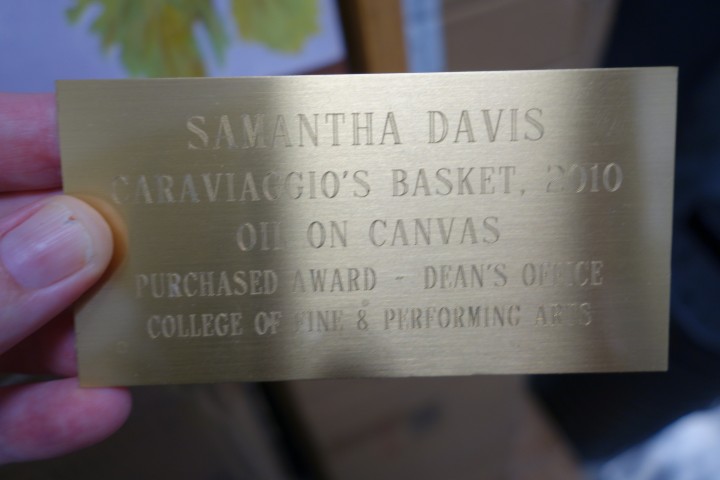 SAMANTHA DAVIS
CARAVIAGGIO'S BASKET, 2010
OIL ON CANVAS
PURCHASED AWARD - DEAN'S OFFICE
COLLEGE OF FINE & PERFORMING ARTS